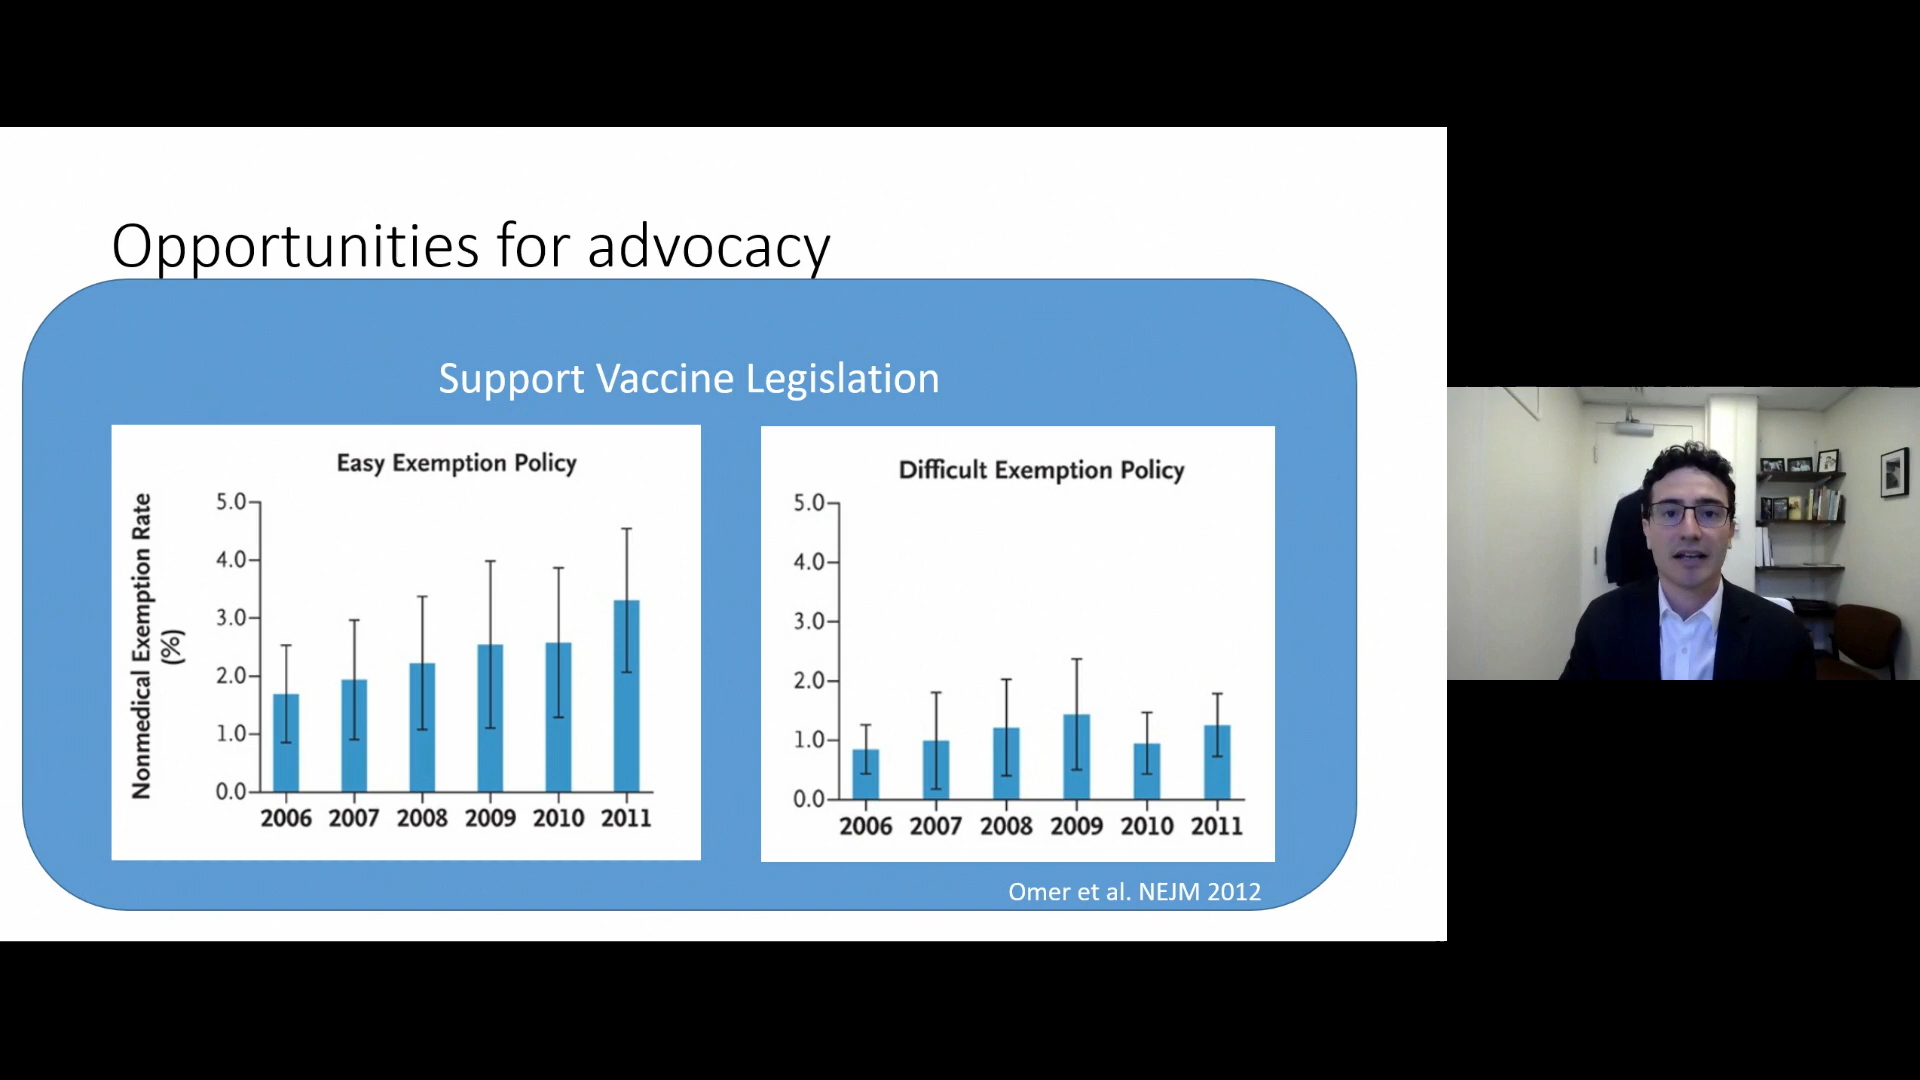 Opportunities for advocacy
Support Vaccine Legislation
Easy Exemption Policy
Nonmedical Exemption Rate
(%)
5.0
4.0
3.0
2.0
1.0
0.0
2006 2007 2008 2009 2010 2011
Difficult Exemption Policy
5.0
4.0
3.0
2.0
1.0
0.0
2006 2007 2008 2009 2010 2011
Omer et al. NEJM 2012